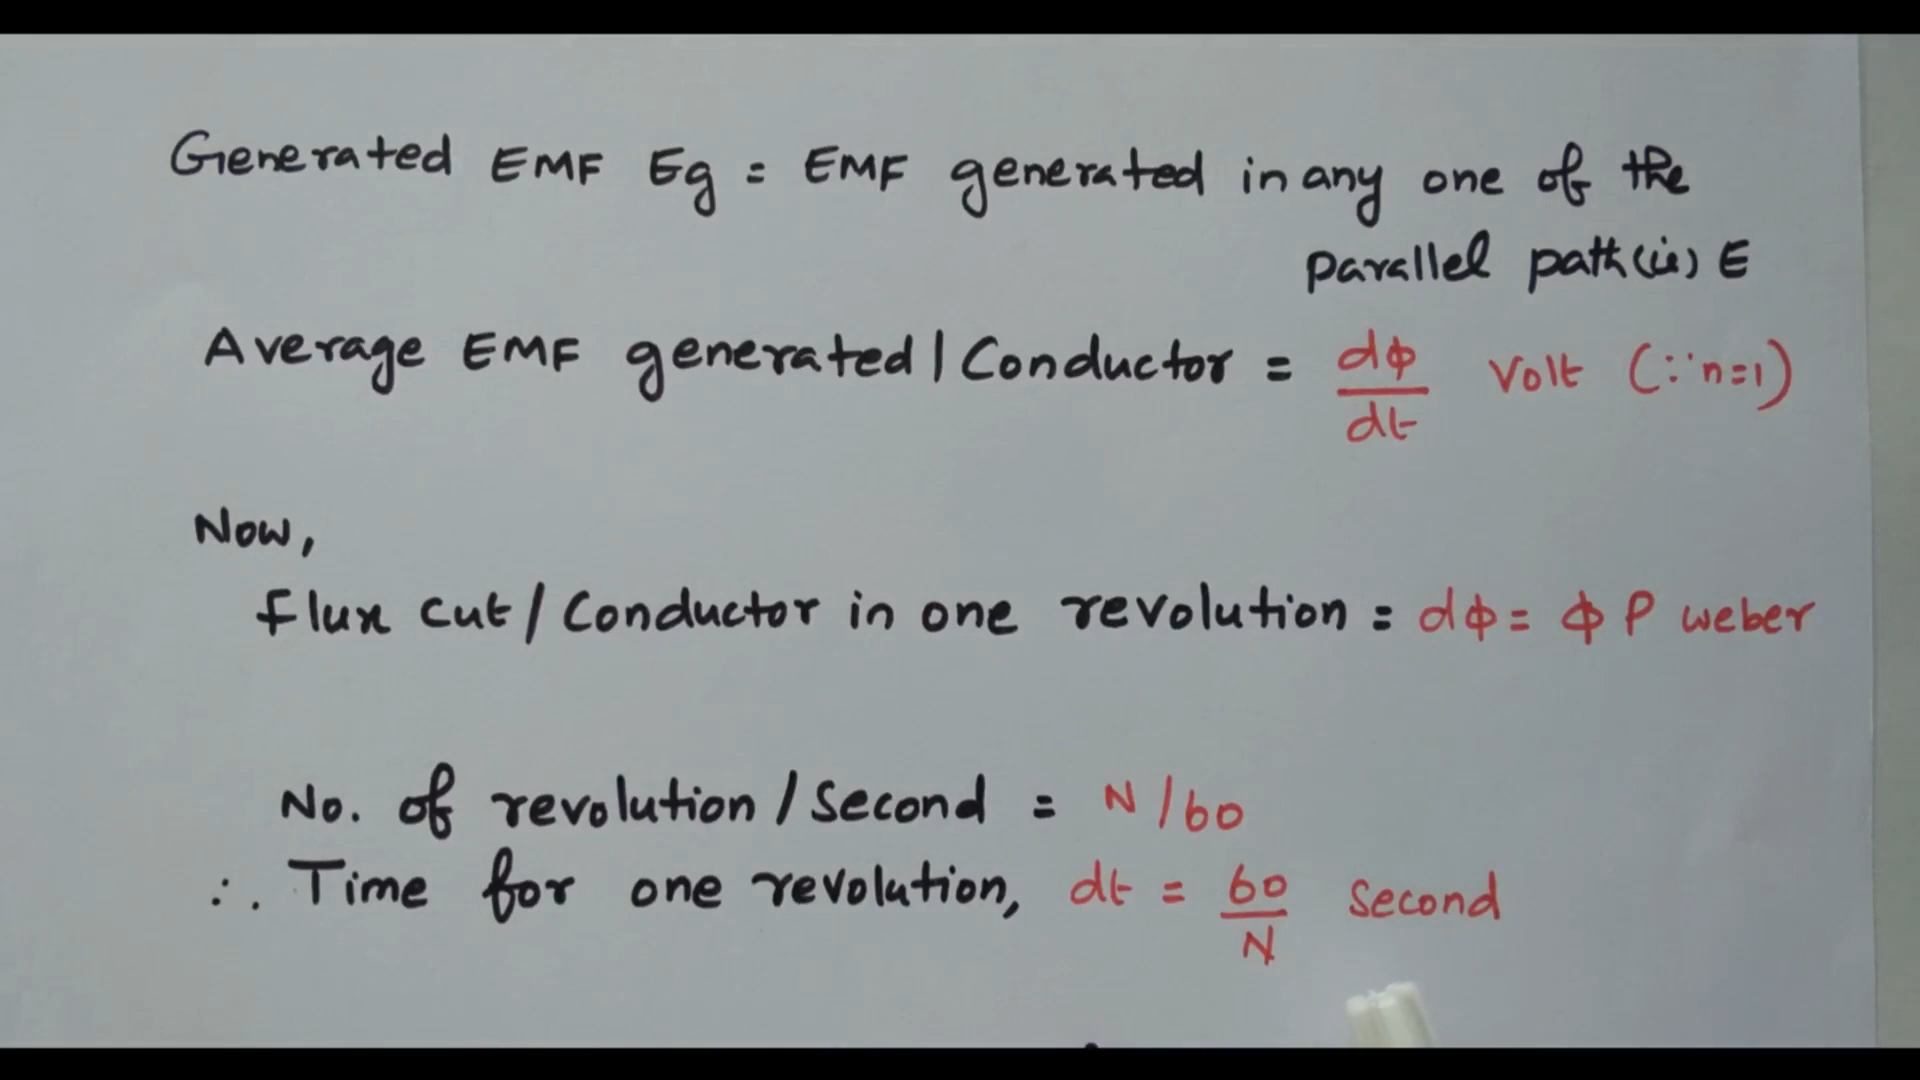 Generated EMF Eg = EMF generated in any one of the
parallel path (ie) E
Average EMF generated / Conductor = dϕ/dt Volt (∵ n=1)
Now,
flux cut / Conductor in one revolution = dϕ = ϕ P weber
No. of revolution / Second = N/60
∴ Time for one revolution, dt = 60/N Second